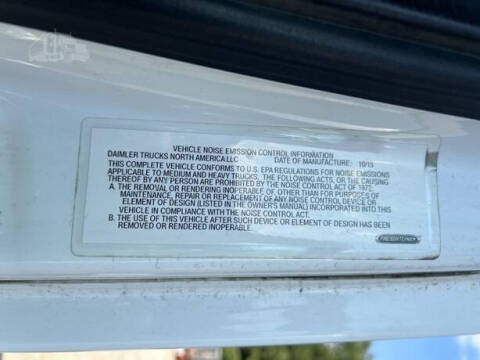 VEHICLE NOISE EMISSION CONTROL INFORMATION
DAIMLER TRUCKS NORTH AMERICA LLC DATE OF MANUFACTURE: 10/15
THIS COMPLETE VEHICLE CONFORMS TO U.S. EPA REGULATIONS FOR NOISE EMISSIONS
APPLICABLE TO MEDIUM AND HEAVY TRUCKS. THE FOLLOWING ACTS, OR THE CAUSING
THEREOF BY ANY PERSON ARE PROHIBITED BY THE NOISE CONTROL ACT OF 1972:
A. THE REMOVAL OR RENDERING INOPERABLE OF, OTHER THAN FOR PURPOSES OF
MAINTENANCE, REPAIR OR REPLACEMENT OF ANY NOISE CONTROL DEVICE OR
ELEMENT OF DESIGN (LISTED IN THE OWNER'S MANUAL) INCORPORATED INTO THIS
VEHICLE IN COMPLIANCE WITH THE NOISE CONTROL ACT.
B. THE USE OF THIS VEHICLE AFTER SUCH DEVICE OR ELEMENT OF DESIGN HAS BEEN
REMOVED OR RENDERED INOPERABLE.
FREIGHTLINER